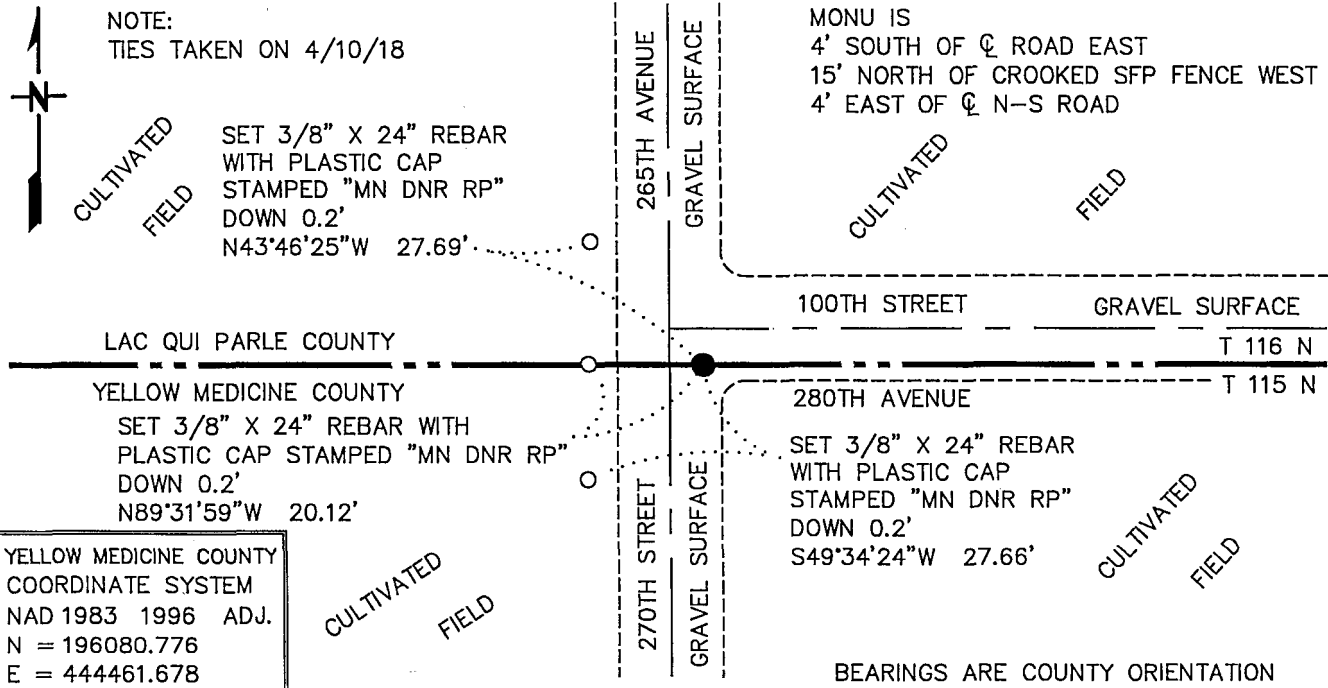 NOTE:
TIES TAKEN ON 4/10/18
N
MONU IS
4' SOUTH OF ℄ ROAD EAST
15' NORTH OF CROOKED SFP FENCE WEST
4' EAST OF ℄ N-S ROAD
265TH AVENUE
GRAVEL SURFACE
CULTIVATED
FIELD
SET 3/8" X 24" REBAR
WITH PLASTIC CAP
STAMPED "MN DNR RP"
DOWN 0.2'
N43°46'25"W 27.69'
CULTIVATED
FIELD
100TH STREET GRAVEL SURFACE
LAC QUI PARLE COUNTY
T 116 N
YELLOW MEDICINE COUNTY
T 115 N
280TH AVENUE
SET 3/8" X 24" REBAR WITH
PLASTIC CAP STAMPED "MN DNR RP"
DOWN 0.2'
N89°31'59"W 20.12'
SET 3/8" X 24" REBAR
WITH PLASTIC CAP
STAMPED "MN DNR RP"
DOWN 0.2'
S49°34'24"W 27.66'
270TH STREET
GRAVEL SURFACE
CULTIVATED
FIELD
CULTIVATED
FIELD
YELLOW MEDICINE COUNTY
COORDINATE SYSTEM
NAD 1983 1996 ADJ.
N = 196080.776
E = 444461.678
BEARINGS ARE COUNTY ORIENTATION